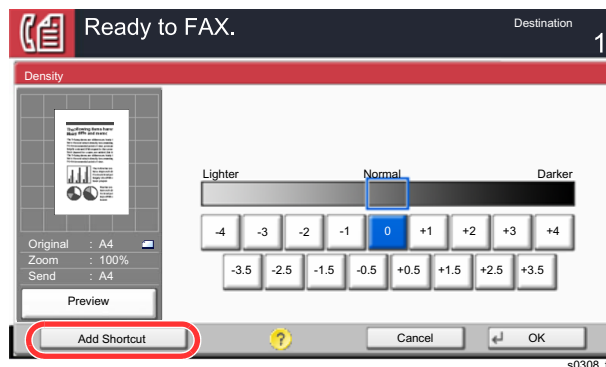 Ready to FAX.
Destination
1
Density
Lighter
Normal
Darker
-4
-3
-2
-1
0
+1
+2
+3
+4
-3.5
-2.5
-1.5
-0.5
+0.5
+1.5
+2.5
+3.5
Original : A4
Zoom : 100%
Send : A4
Preview
Add Shortcut
?
Cancel
OK